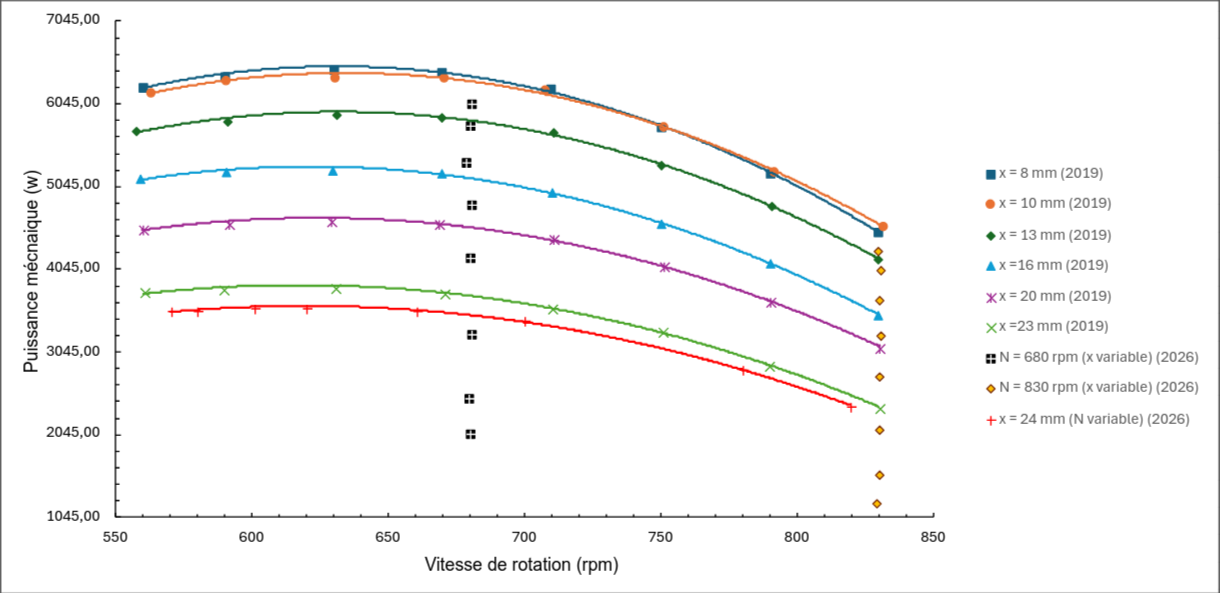 7045,00
6045,00
5045,00
4045,00
3045,00
2045,00
1045,00
Puissance mécnaique (w)
550
600
650
700
750
800
850
Vitesse de rotation (rpm)
x = 8 mm (2019)
x = 10 mm (2019)
x = 13 mm (2019)
x =16 mm (2019)
x = 20 mm (2019)
x =23 mm (2019)
N = 680 rpm (x variable) (2026)
N = 830 rpm (x variable) (2026)
x = 24 mm (N variable) (2026)